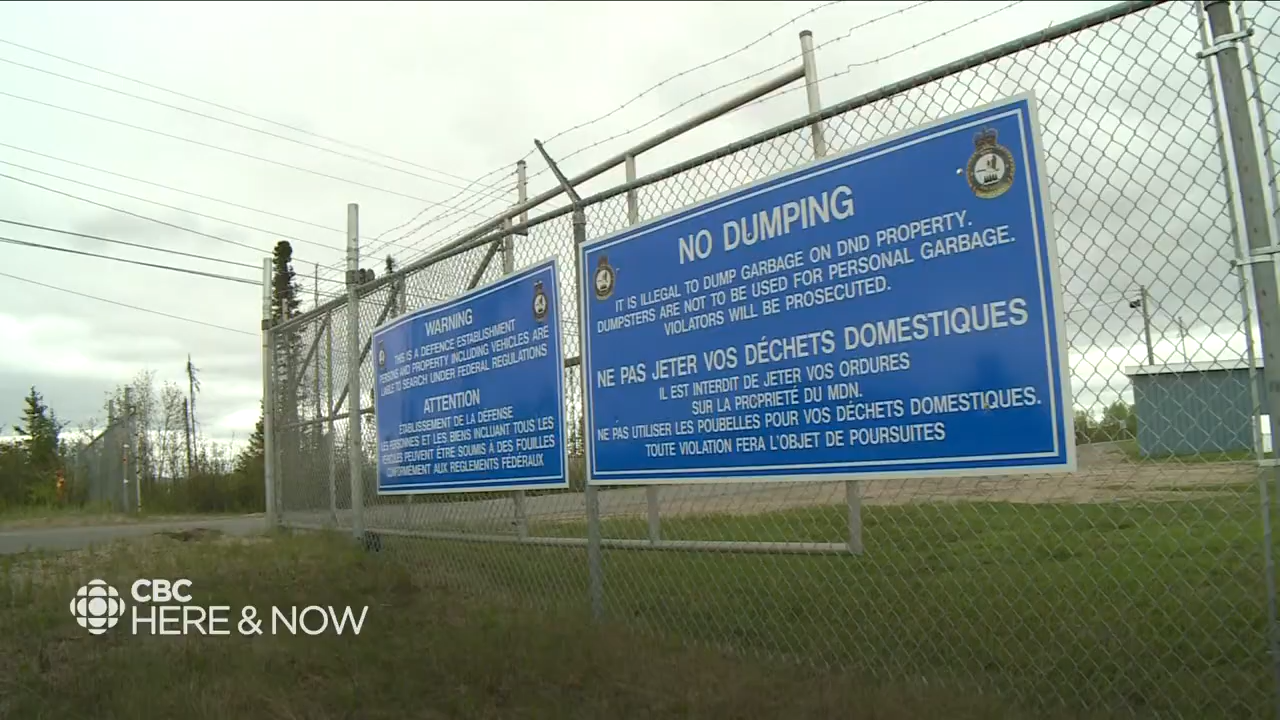 WARNING
THIS IS A DEFENCE ESTABLISHMENT
PERSONS AND PROPERTY INCLUDING VEHICLES ARE
LIABLE TO SEARCH UNDER FEDERAL REGULATIONS
ATTENTION
ÉTABLISSEMENT DE LA DÉFENSE
LES PERSONNES ET LES BIENS INCLUANT TOUS LES
VÉHICULES PEUVENT ÊTRE SOUMIS À DES FOUILLES
CONFORMÉMENT AUX REGLEMENTS FÉDÉRAUX
NO DUMPING
IT IS ILLEGAL TO DUMP GARBAGE ON DND PROPERTY.
DUMPSTERS ARE NOT TO BE USED FOR PERSONAL GARBAGE.
VIOLATORS WILL BE PROSECUTED.
NE PAS JETER VOS DÉCHETS DOMESTIQUES
IL EST INTERDIT DE JETER VOS ORDURES
SUR LA PROPRIETÉ DU MDN.
NE PAS UTILISER LES POUBELLES POUR VOS DÉCHETS DOMESTIQUES.
TOUTE VIOLATION FERA L'OBJET DE POURSUITES
CBC
HERE & NOW